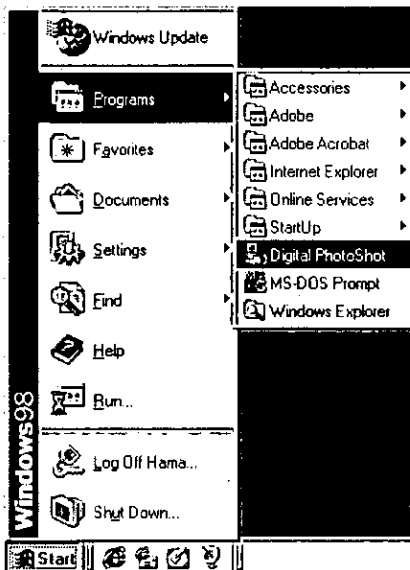 Windows Update
Programs
Favorites
Documents
Settings
Find
Help
Run...
Log Off Hama...
Shut Down...
Windows98
Start
Accessories
Adobe
Adobe Acrobat
Internet Explorer
Online Services
StartUp
Digital PhotoShot
MS-DOS Prompt
Windows Explorer